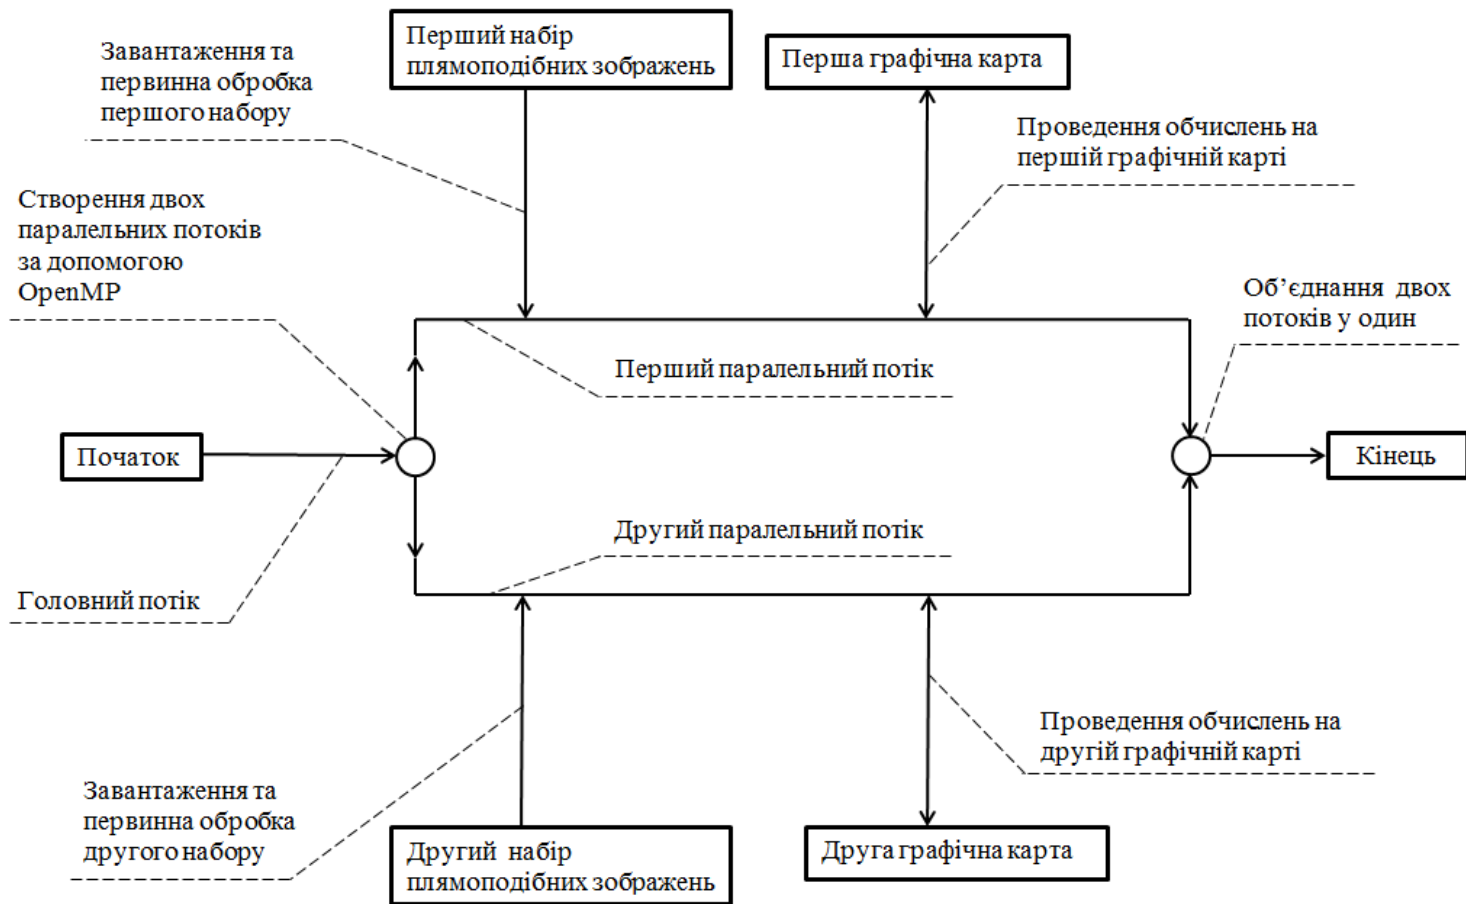 Завантаження та
первинна обробка
першого набору
Перший набір
плямоподібних зображень
Перша графічна карта
Проведення обчислень на
першій графічній карті
Створення двох
паралельних потоків
за допомогою
OpenMP
Об’єднання двох
потоків у один
Перший паралельний потік
Початок
Кінець
Другий паралельний потік
Головний потік
Проведення обчислень на
другій графічній карті
Завантаження та
первинна обробка
другого набору
Другий набір
плямоподібних зображень
Друга графічна карта